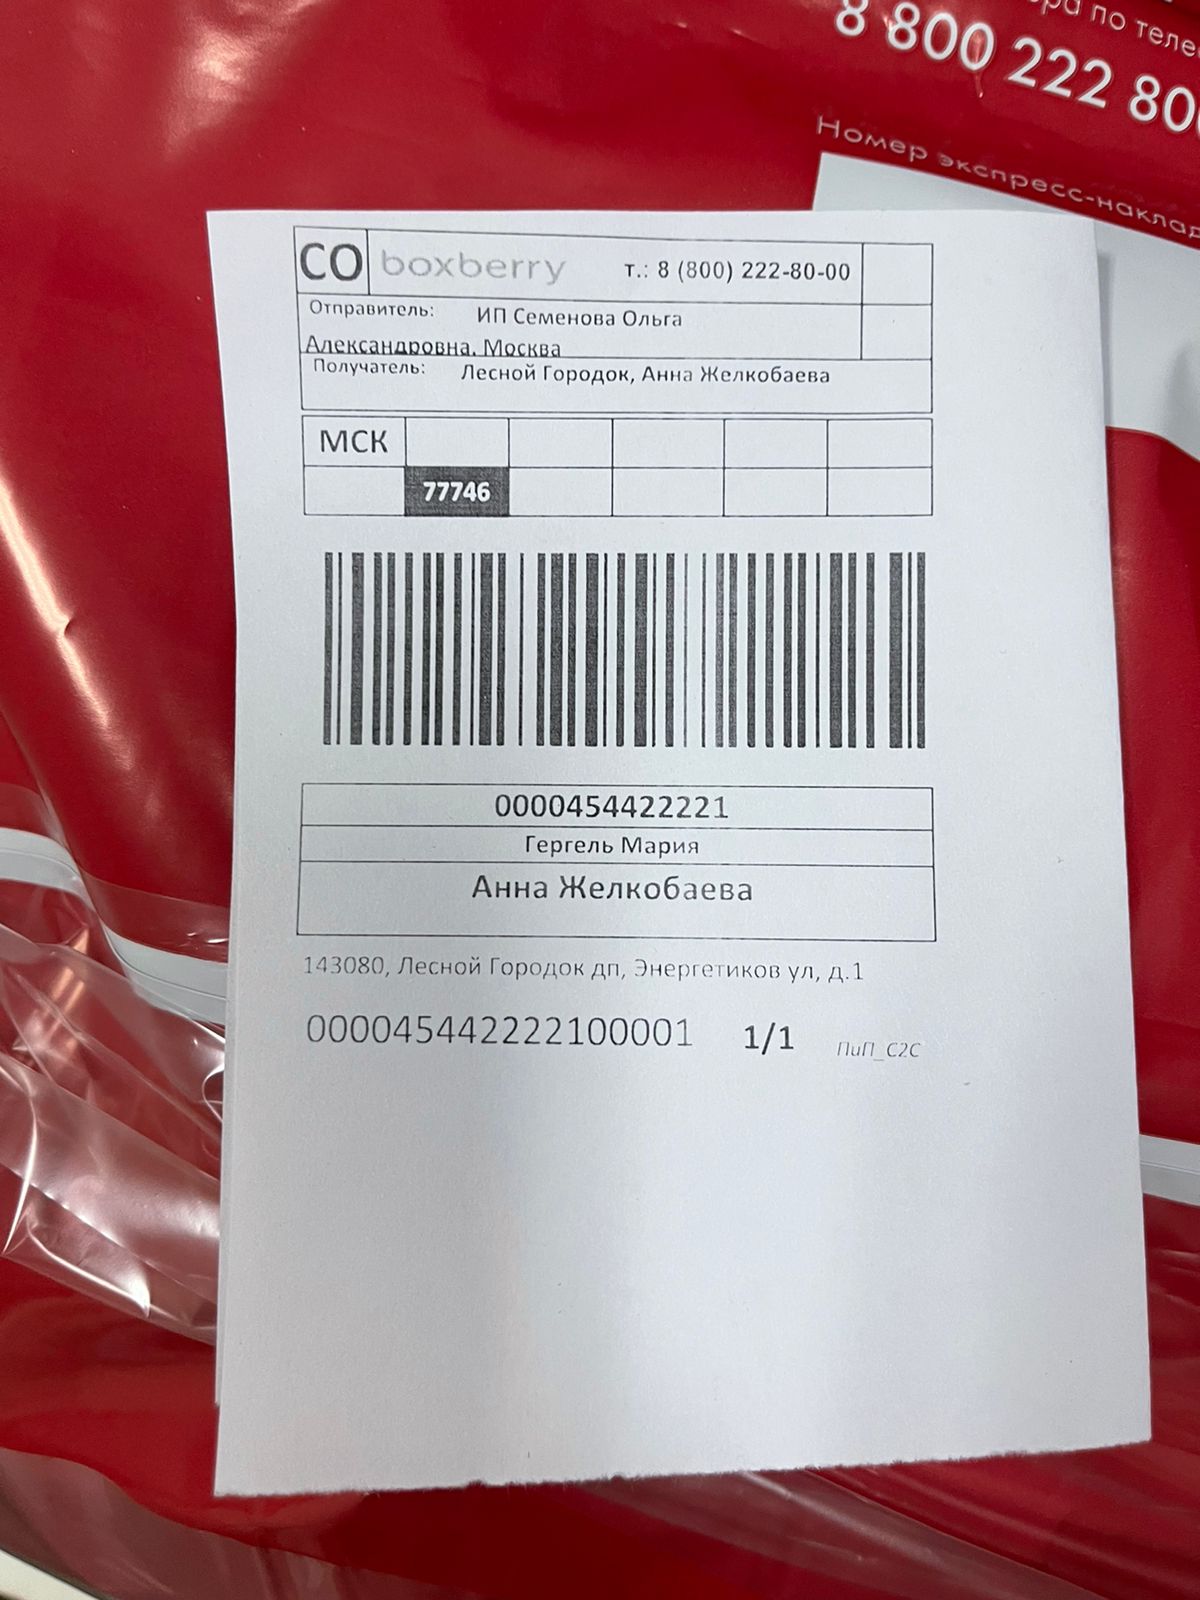 по теле
8 800 222 80
Номер экспресс-наклад
CO boxberry т.: 8 (800) 222-80-00
Отправитель: ИП Семенова Ольга
Александровна, Москва
Получатель: Лесной Городок, Анна Желкобаева
МСК
77746
0000454422221
Гергель Мария
Анна Желкобаева
143080, Лесной Городок дп, Энергетиков ул, д.1
000045442222100001 1/1 ПиП_C2C